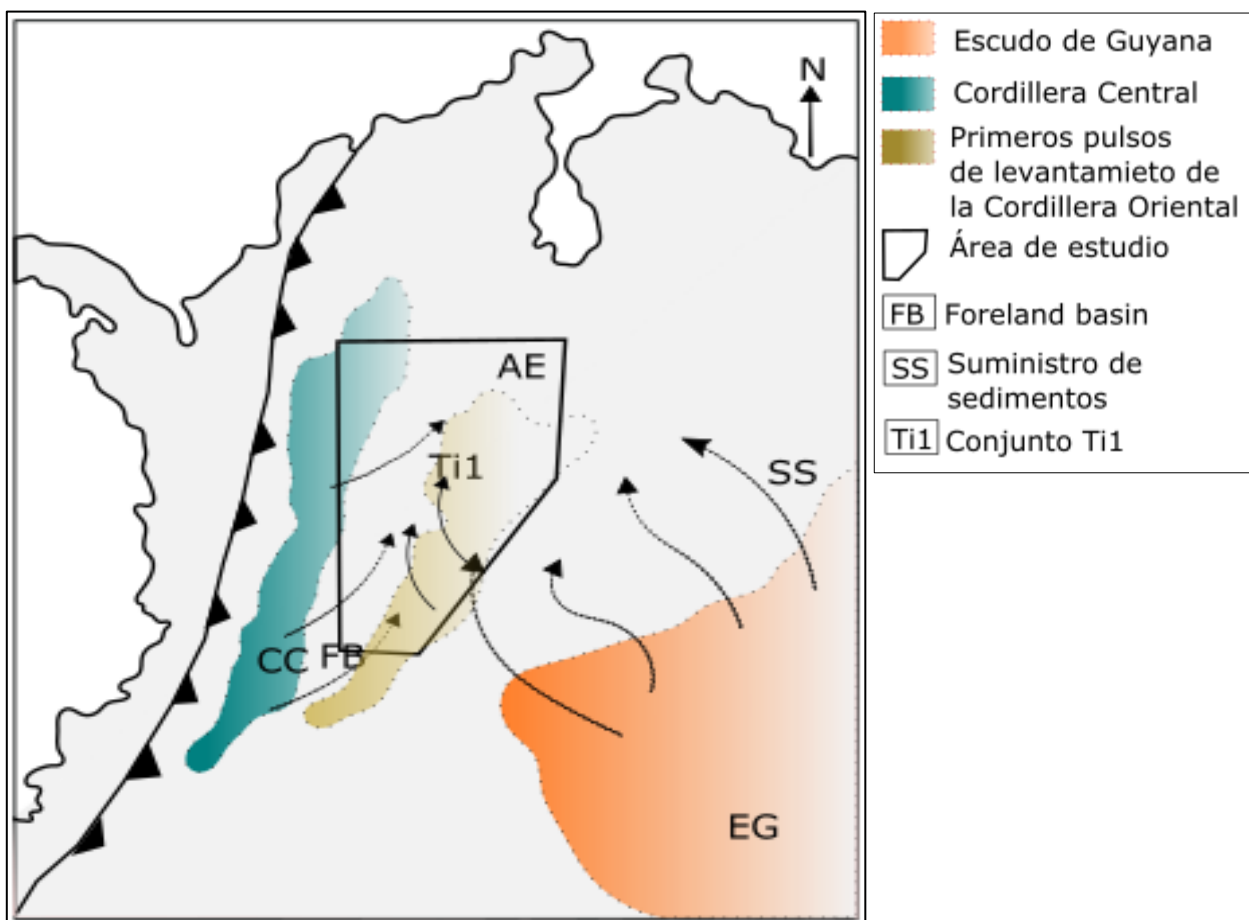 N
AE
Ti1
SS
CC
FB
EG
Escudo de Guyana
Cordillera Central
Primeros pulsos
de levantamieto de
la Cordillera Oriental
Área de estudio
FB Foreland basin
SS Suministro de
sedimentos
Ti1 Conjunto Ti1